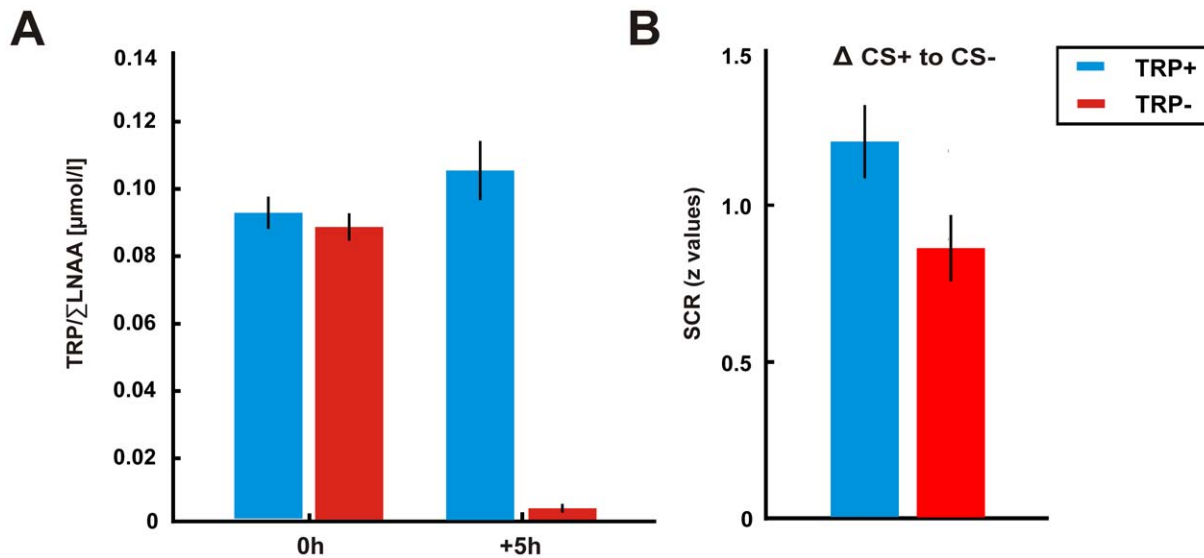 A
TRP/∑LNAA [µmol/l]
0.14
0.12
0.10
0.08
0.06
0.04
0.02
0
0h
+5h
B
Δ CS+ to CS-
SCR (z values)
1.5
1.0
0.5
0
TRP+
TRP-